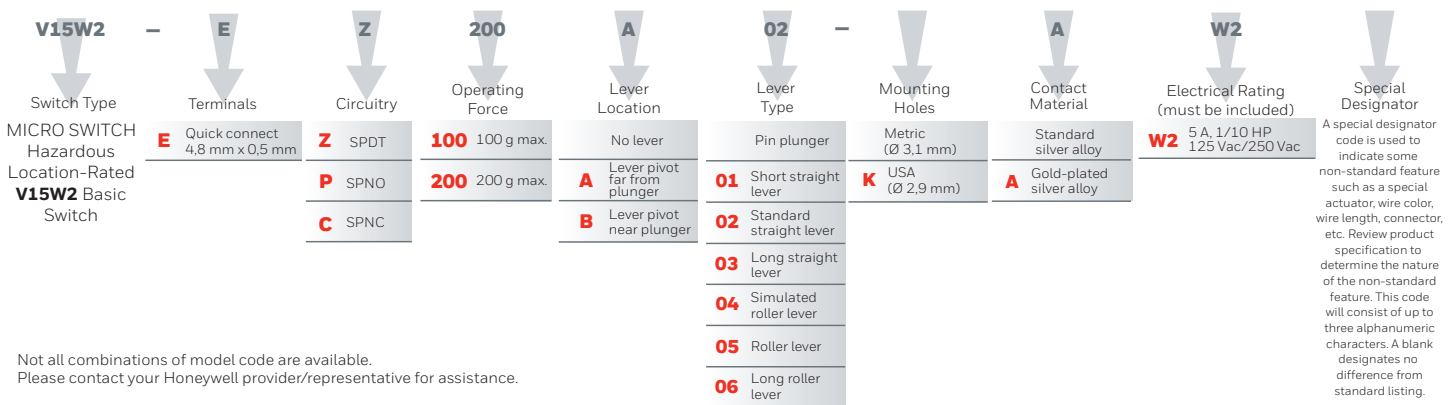 V15W2 – E Z 200 A 02 – A W2
Switch Type
MICRO SWITCH
Hazardous
Location-Rated
V15W2 Basic
Switch
Terminals
E Quick connect
4,8 mm x 0,5 mm
Circuitry
Z SPDT
P SPNO
C SPNC
Operating
Force
100 100 g max.
200 200 g max.
Lever
Location
No lever
A Lever pivot
far from
plunger
B Lever pivot
near plunger
Lever
Type
Pin plunger
01 Short straight
lever
02 Standard
straight lever
03 Long straight
lever
04 Simulated
roller lever
05 Roller lever
06 Long roller
lever
Mounting
Holes
Metric
(Ø 3,1 mm)
K USA
(Ø 2,9 mm)
Contact
Material
Standard
silver alloy
A Gold-plated
silver alloy
Electrical Rating
(must be included)
W2 5 A, 1/10 HP
125 Vac/250 Vac
Special
Designator
A special designator
code is used to
indicate some
non-standard feature
such as a special
actuator, wire color,
wire length, connector,
etc. Review product
specification to
determine the nature
of the non-standard
feature. This code
will consist of up to
three alphanumeric
characters. A blank
designates no
difference from
standard listing.
Not all combinations of model code are available.
Please contact your Honeywell provider/representative for assistance.